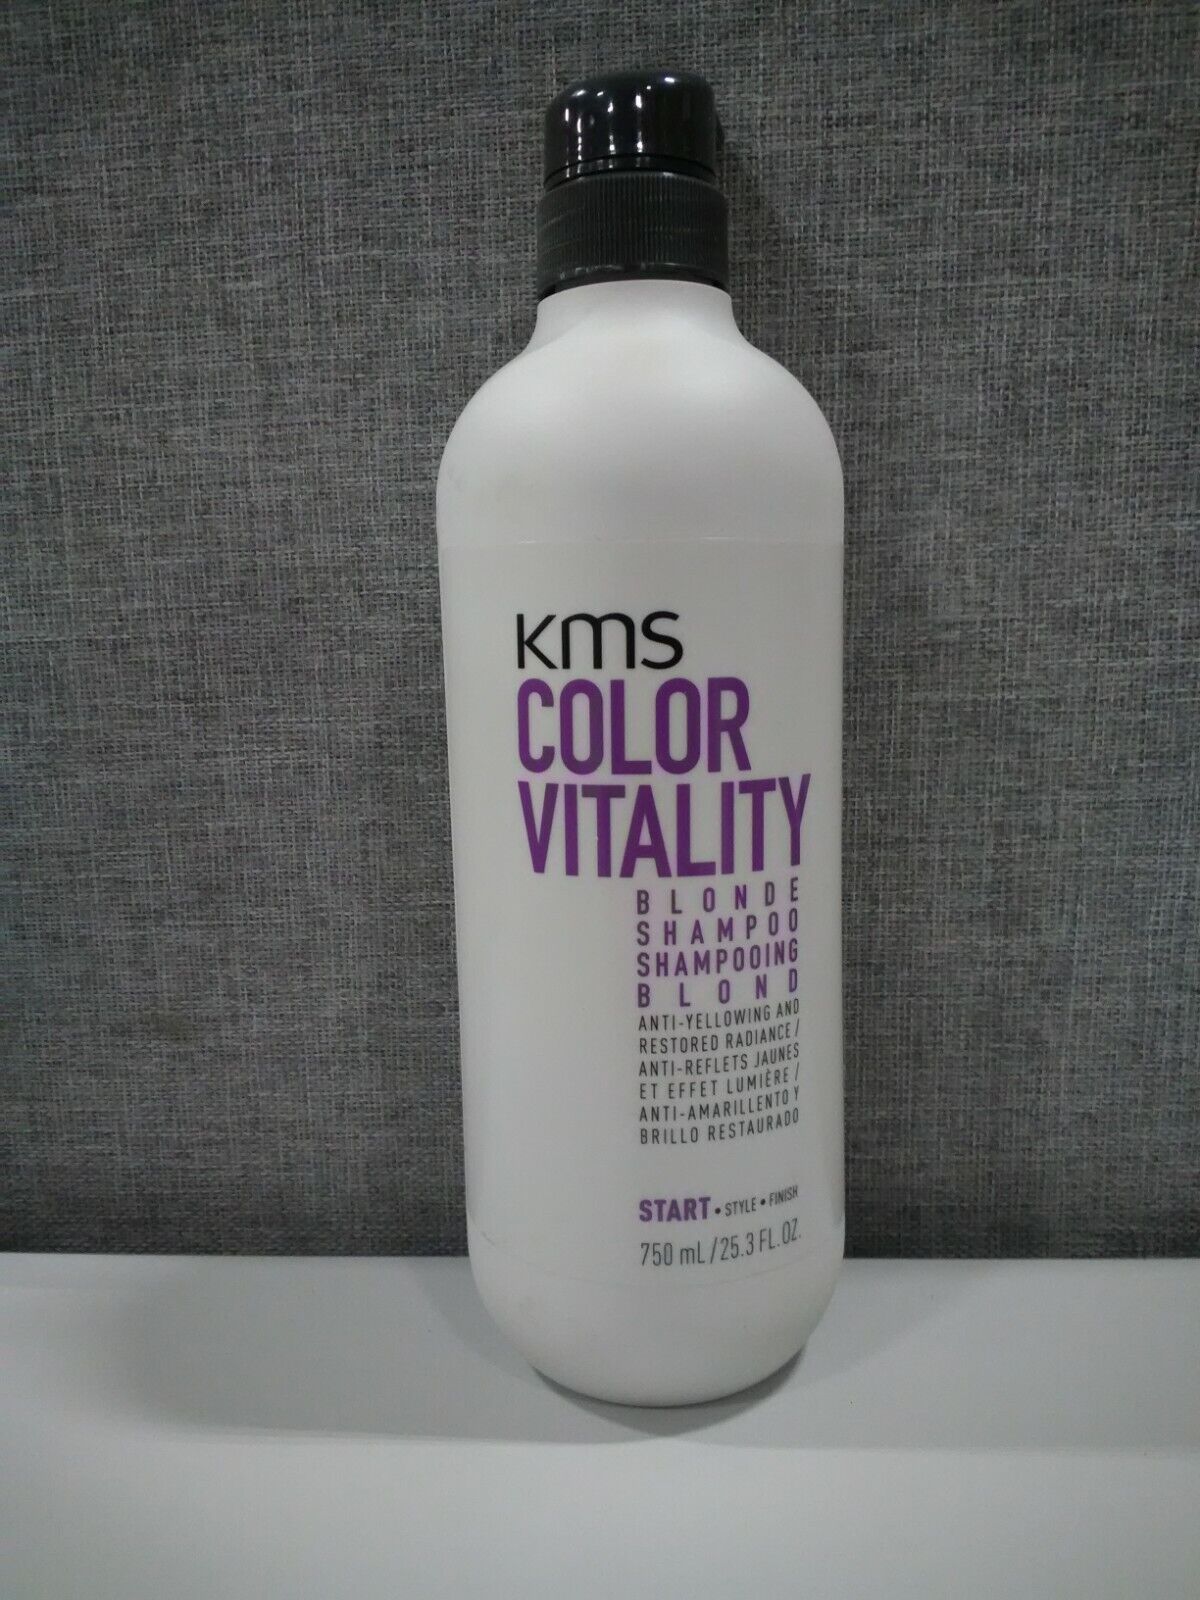 kms
COLOR
VITALITY
BLONDE
SHAMPOO
SHAMPOOING
BLOND
ANTI-YELLOWING AND
RESTORED RADIANCE/
ANTI-REFLETS JAUNES
ET EFFET LUMIÈRE/
ANTI-AMARILLENTO Y
BRILLO RESTAURADO
START • STYLE • FINISH
750 mL/25.3 FL.OZ.